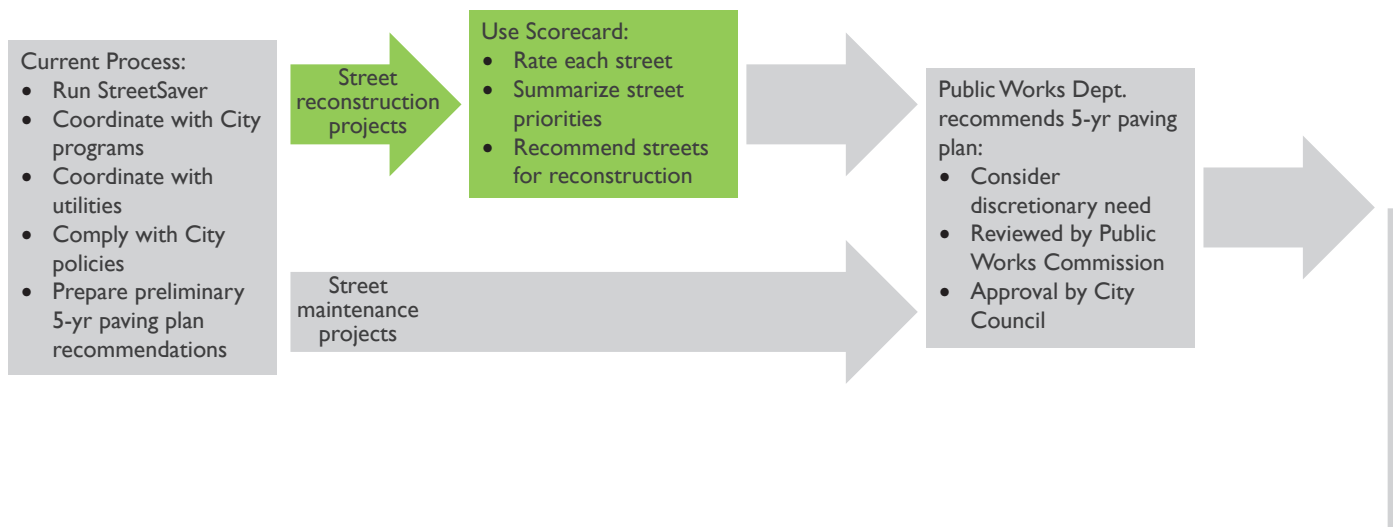 Current Process:
• Run StreetSaver
• Coordinate with City
programs
• Coordinate with
utilities
• Comply with City
policies
• Prepare preliminary
5-yr paving plan
recommendations
Street
reconstruction
projects
Use Scorecard:
• Rate each street
• Summarize street
priorities
• Recommend streets
for reconstruction
Street
maintenance
projects
Public Works Dept.
recommends 5-yr paving
plan:
• Consider
discretionary need
• Reviewed by Public
Works Commission
• Approval by City
Council